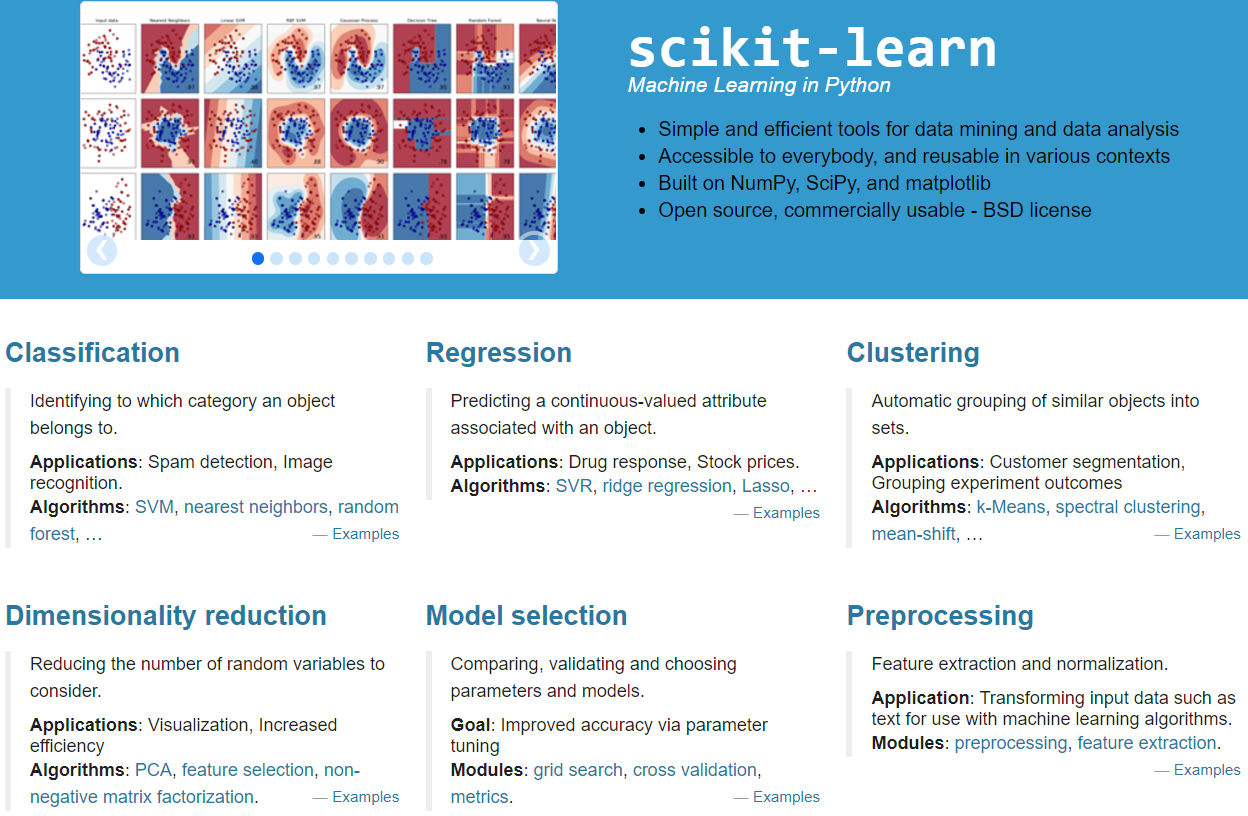 Input data Nearest Neighbors Linear SVM RBF SVM Gaussian Process Decision Tree Random Forest Neural N
scikit-learn
Machine Learning in Python
• Simple and efficient tools for data mining and data analysis
• Accessible to everybody, and reusable in various contexts
• Built on NumPy, SciPy, and matplotlib
• Open source, commercially usable - BSD license
Classification
Identifying to which category an object
belongs to.
Applications: Spam detection, Image
recognition.
Algorithms: SVM, nearest neighbors, random
forest, …
— Examples
Regression
Predicting a continuous-valued attribute
associated with an object.
Applications: Drug response, Stock prices.
Algorithms: SVR, ridge regression, Lasso, …
— Examples
Clustering
Automatic grouping of similar objects into
sets.
Applications: Customer segmentation,
Grouping experiment outcomes
Algorithms: k-Means, spectral clustering,
mean-shift, …
— Examples
Dimensionality reduction
Reducing the number of random variables to
consider.
Applications: Visualization, Increased
efficiency
Algorithms: PCA, feature selection, non-
negative matrix factorization.
— Examples
Model selection
Comparing, validating and choosing
parameters and models.
Goal: Improved accuracy via parameter
tuning
Modules: grid search, cross validation,
metrics.
— Examples
Preprocessing
Feature extraction and normalization.
Application: Transforming input data such as
text for use with machine learning algorithms.
Modules: preprocessing, feature extraction.
— Examples